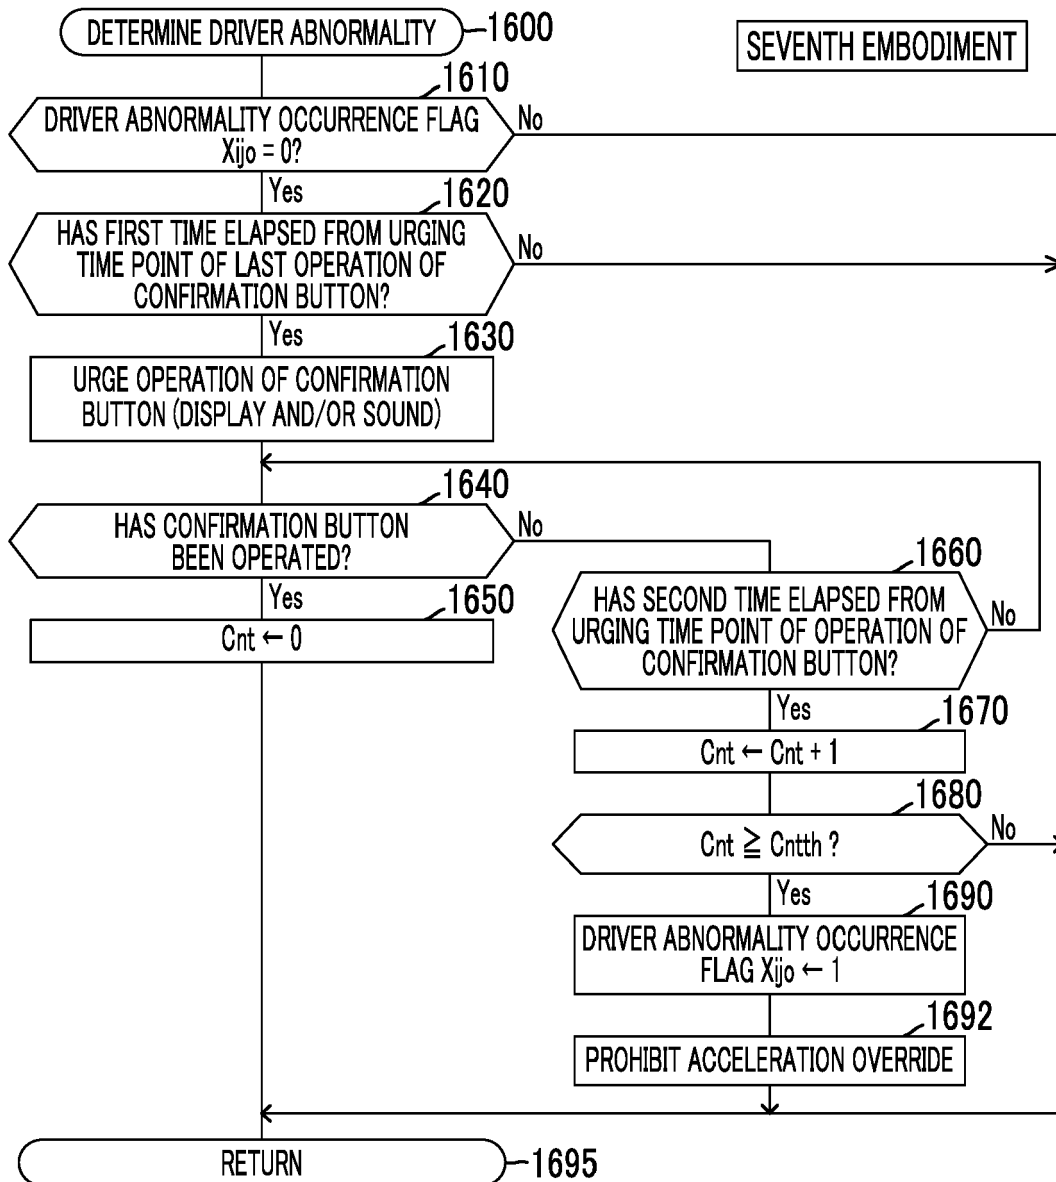 DETERMINE DRIVER ABNORMALITY
1600
SEVENTH EMBODIMENT
1610
DRIVER ABNORMALITY OCCURRENCE FLAG
Xijo = 0?
No
Yes
1620
HAS FIRST TIME ELAPSED FROM URGING
TIME POINT OF LAST OPERATION OF
CONFIRMATION BUTTON?
No
Yes
1630
URGE OPERATION OF CONFIRMATION
BUTTON (DISPLAY AND/OR SOUND)
1640
HAS CONFIRMATION BUTTON
BEEN OPERATED?
No
Yes
1650
Cnt ← 0
1660
HAS SECOND TIME ELAPSED FROM
URGING TIME POINT OF OPERATION OF
CONFIRMATION BUTTON?
No
Yes
1670
Cnt ← Cnt + 1
1680
Cnt ≧ Cntth ?
No
Yes
1690
DRIVER ABNORMALITY OCCURRENCE
FLAG Xijo ← 1
1692
PROHIBIT ACCELERATION OVERRIDE
RETURN
1695